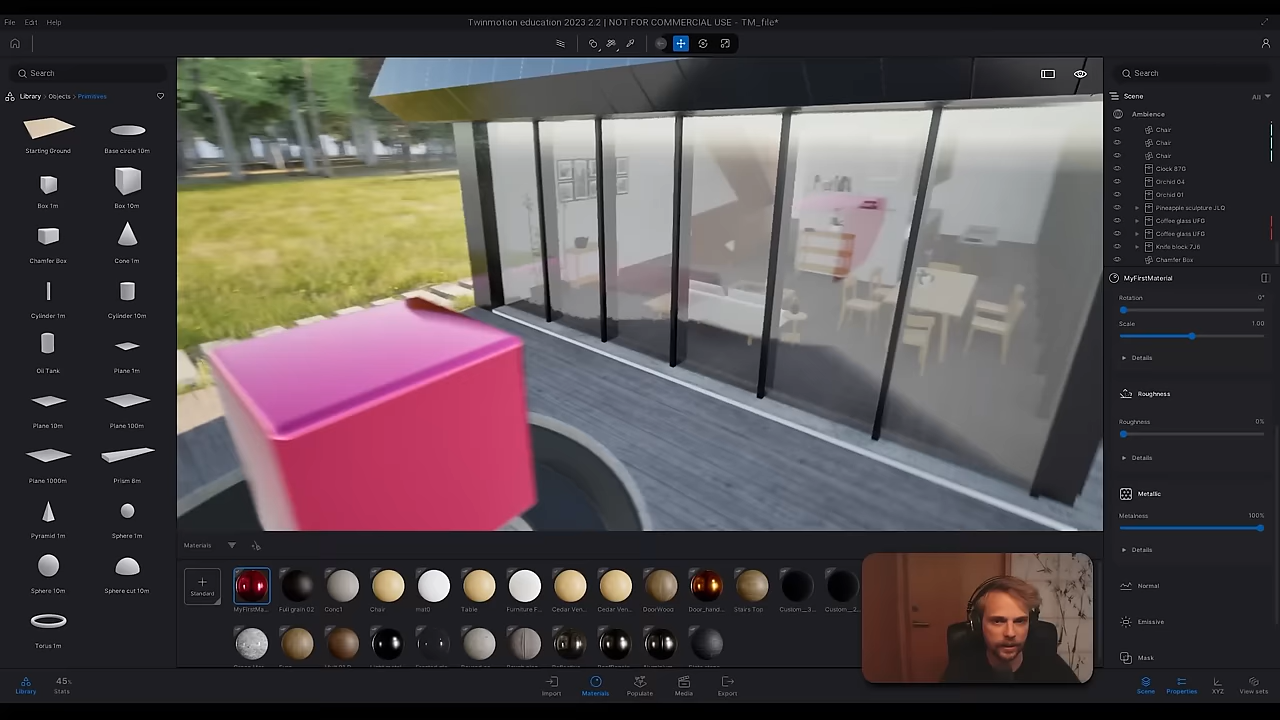 File Edit Help
Twinmotion education 2023 2.2 | NOT FOR COMMERCIAL USE - TM_file*
Search
Library > Objects > Primitives
Starting Ground
Base circle 10m
Box 1m
Box 10m
Chamfer Box
Cone 1m
Cylinder 1m
Cylinder 10m
Oil Tank
Plane 1m
Plane 10m
Plane 100m
Plane 1000m
Prism 8m
Pyramid 1m
Sphere 1m
Sphere 10m
Sphere cut 10m
Torus 1m
Library
45%
Stats
Materials
Standard
MyFirstMa...
Full grain 02
Conc1
Chair
mat0
Table
Furniture F...
Cedar Ven...
Cedar Ven...
DoorWood
Door_hand...
Stairs Top
Custom__3...
Custom__2...
Import
Materials
Populate
Media
Export
Search
Scene
All
Ambience
Chair
Chair
Chair
Clock 87G
Orchid 04
Orchid 01
Pineapple sculpture JLQ
Coffee glass UFG
Coffee glass UFG
Knife block 7J6
Chamfer Box
MyFirstMaterial
Rotation 0°
Scale 1.00
Details
Roughness
Roughness 0%
Details
Metallic
Metalness 100%
Details
Normal
Emissive
Mask
Scene
Properties
XYZ
View sets